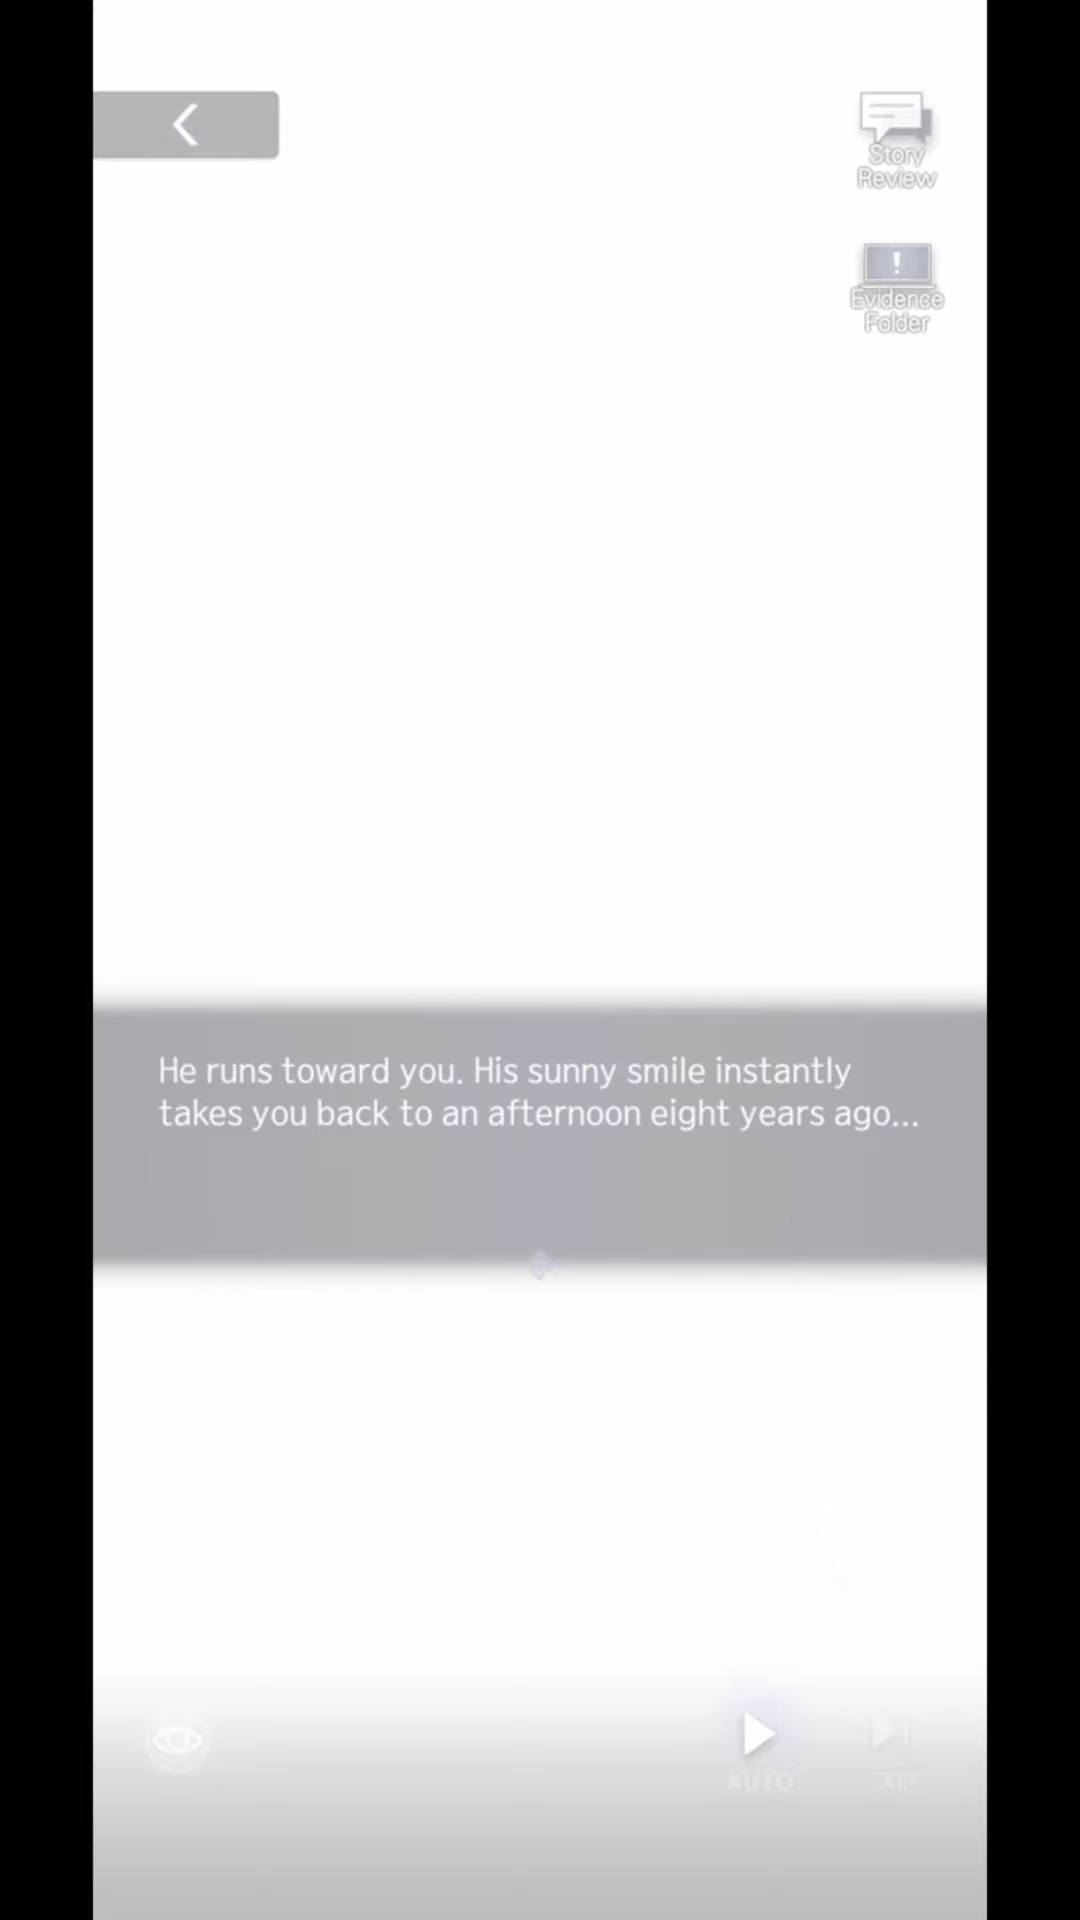 Story
Review
!
Evidence
Folder
He runs toward you. His sunny smile instantly
takes you back to an afternoon eight years ago...
AUTO
SKIP